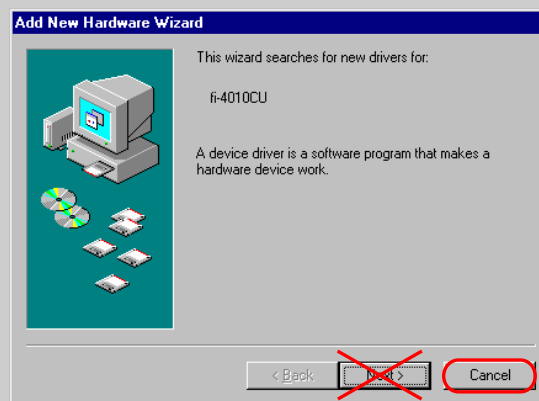 Add New Hardware Wizard
This wizard searches for new drivers for:
fi-4010CU
A device driver is a software program that makes a
hardware device work.
< Back
Next >
Cancel